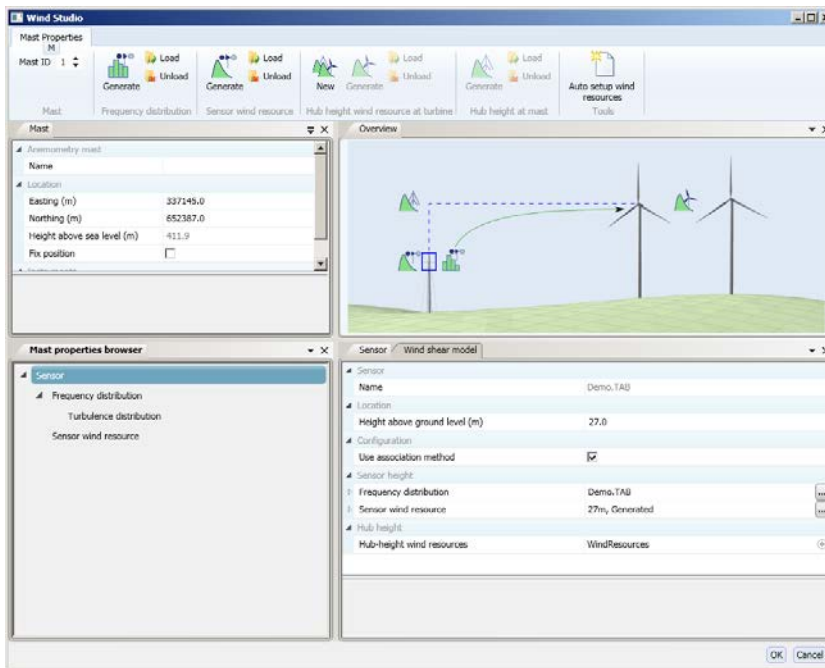 Wind Studio
Mast Properties
M
Mast ID 1
Generate
Load
Unload
Frequency distribution
Generate
Load
Unload
Sensor wind resource
New
Generate
Load
Unload
Hub height wind resource at turbine
Generate
Load
Unload
Hub height at mast
Auto setup wind
resources
Tools
Mast
Mast
Anemometry mast
Name
Location
Easting (m) 337145.0
Northing (m) 652387.0
Height above sea level (m) 411.9
Fix position
Overview
Mast properties browser
Sensor
Frequency distribution
Turbulence distribution
Sensor wind resource
Sensor Wind shear model
Sensor
Name Demo.TAB
Location
Height above ground level (m) 27.0
Configuration
Use association method
Sensor height
Frequency distribution Demo.TAB ...
Sensor wind resource 27m, Generated ...
Hub height
Hub-height wind resources WindResources
OK Cancel